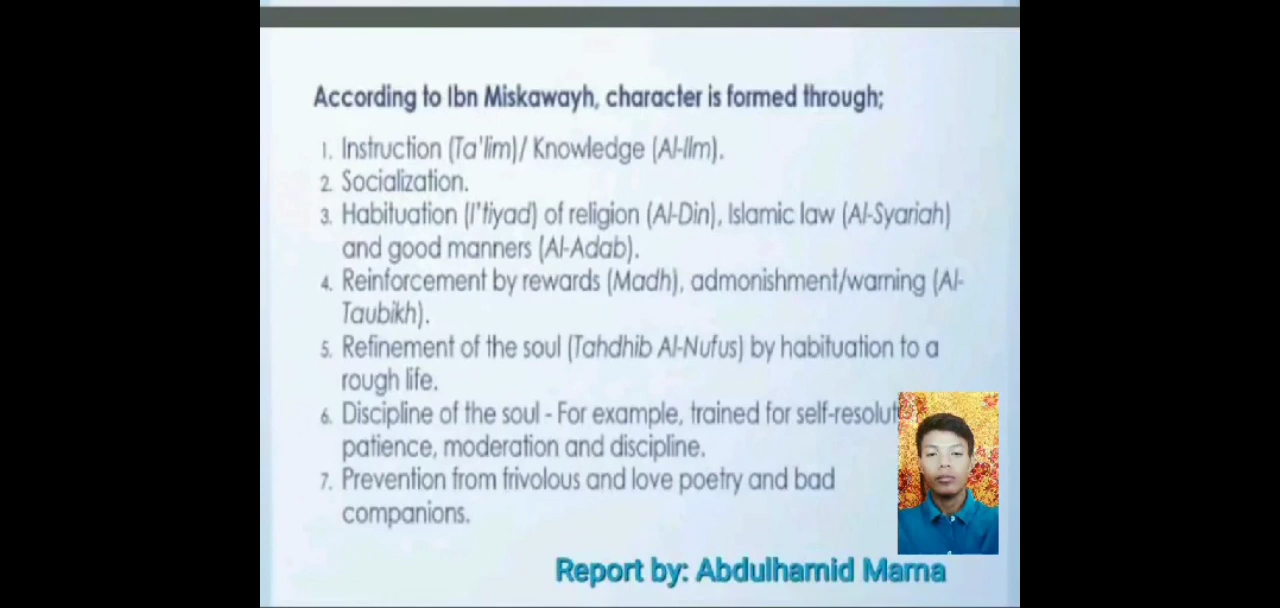 According to Ibn Miskawayh, character is formed through;
1. Instruction (Ta'lim)/ Knowledge (Al-Ilm).
2. Socialization.
3. Habituation (I'tiyad) of religion (Al-Din), Islamic law (Al-Syariah)
and good manners (Al-Adab).
4. Reinforcement by rewards (Madh), admonishment/warning (Al-
Taubikh).
5. Refinement of the soul (Tahdhib Al-Nufus) by habituation to a
rough life.
6. Discipline of the soul - For example, trained for
patience, moderation and discipline.
7. Prevention from frivolous and love poetry and bad
companions.
Report by: Abdulhamid Mama